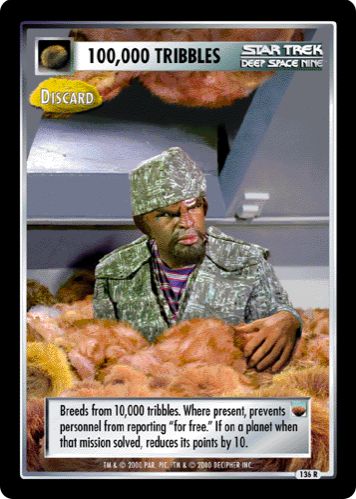 100,000 TRIBBLES
STAR TREK
DEEP SPACE NINE
DISCARD
Breeds from 10,000 tribbles. Where present, prevents
personnel from reporting “for free.” If on a planet when
that mission solved, reduces its points by 10.
136 R
TM & © 2000 PAR. PIC. /TM & © 2000 DECIPHER INC.